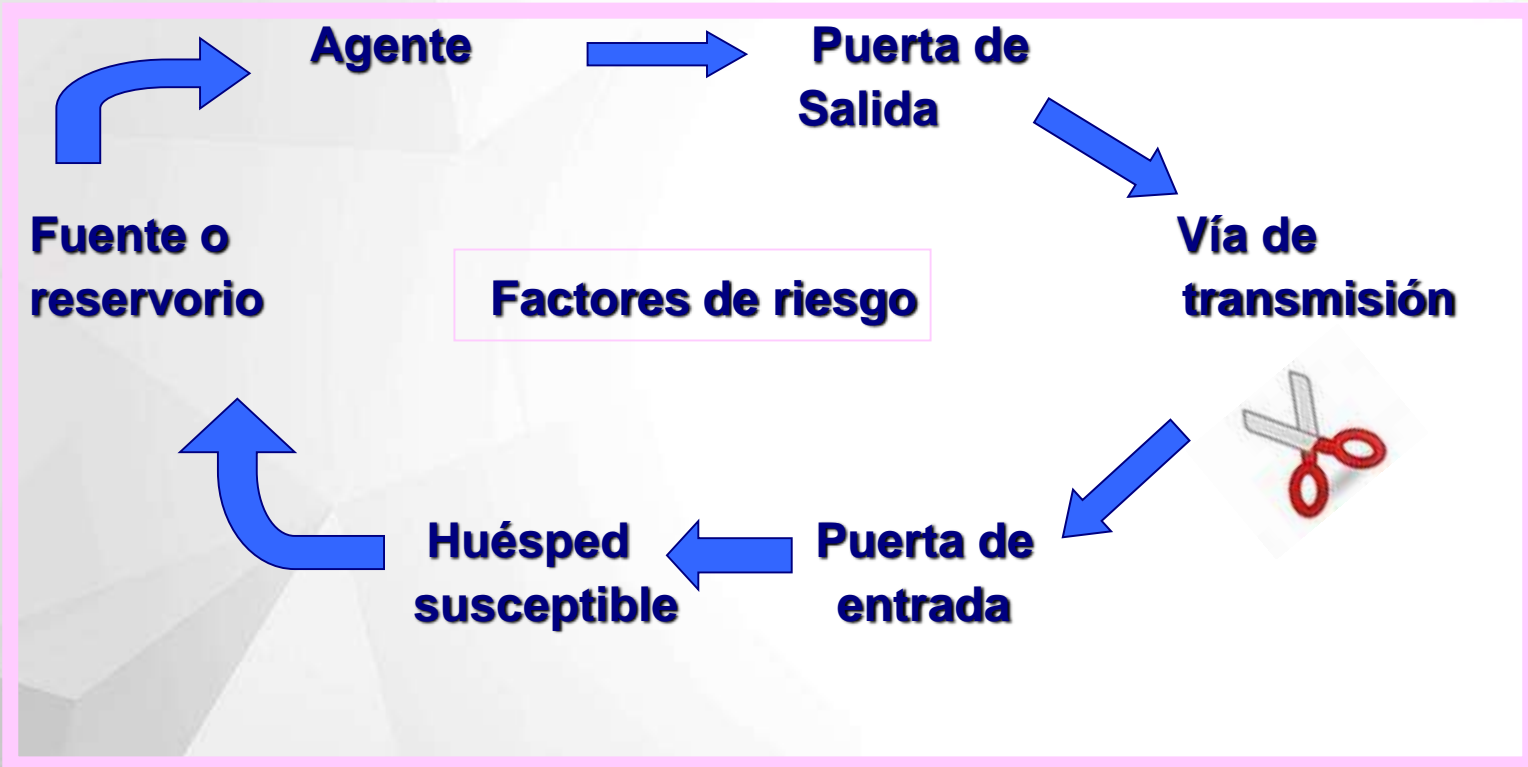 Agente
Puerta de
Salida
Fuente o
reservorio
Vía de
transmisión
Factores de riesgo
Huésped
susceptible
Puerta de
entrada